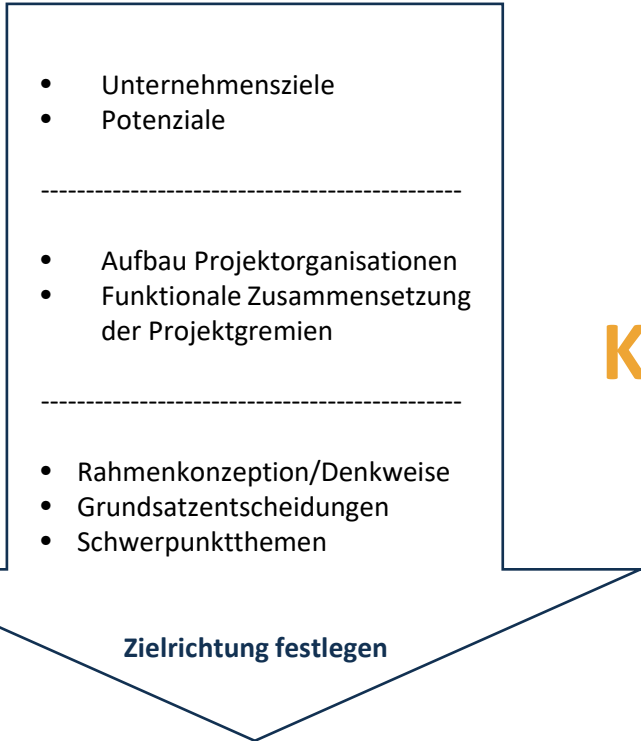 • Unternehmensziele
• Potenziale
-----------------------------------------------
• Aufbau Projektorganisationen
• Funktionale Zusammensetzung
der Projektgremien
-----------------------------------------------
K
• Rahmenkonzeption/Denkweise
• Grundsatzentscheidungen
• Schwerpunktthemen
Zielrichtung festlegen